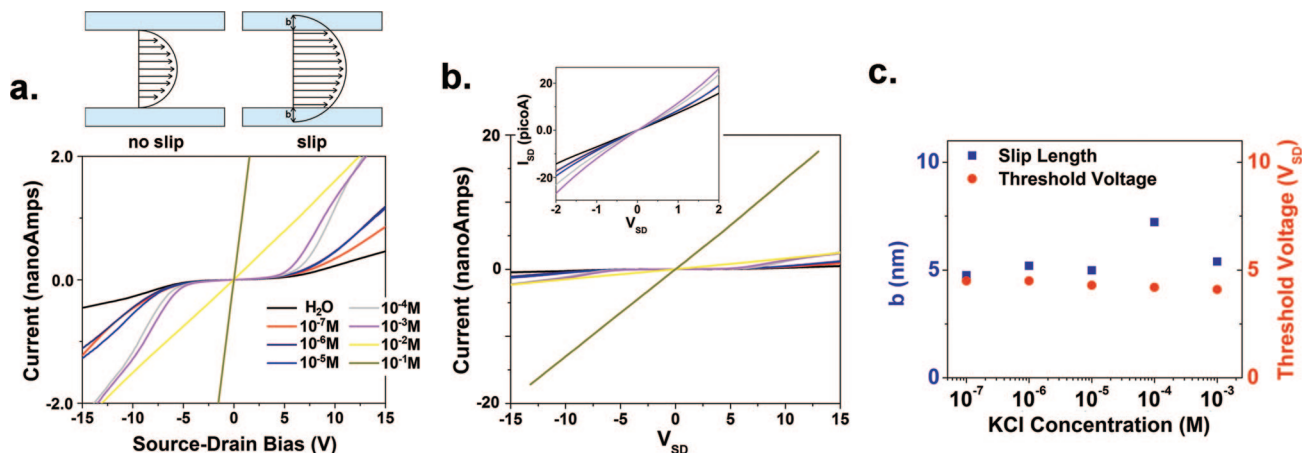 a.
b
b
no slip
slip
2.0
0.0
-2.0
Current (nanoAmps)
H₂O
10⁻⁷M
10⁻⁶M
10⁻⁵M
10⁻⁴M
10⁻³M
10⁻²M
10⁻¹M
-15 -10 -5 0 5 10 15
Source-Drain Bias (V)
b.
20
0
-20
Current (nanoAmps)
I_SD (picoA)
20
0.0
-20
-2 -1 0 1 2
V_SD
-15 -10 -5 0 5 10 15
V_SD
c.
10
5
0
b (nm)
Slip Length
Threshold Voltage
10
5
0
Threshold Voltage (V_SD)
10⁻⁷ 10⁻⁶ 10⁻⁵ 10⁻⁴ 10⁻³
KCl Concentration (M)